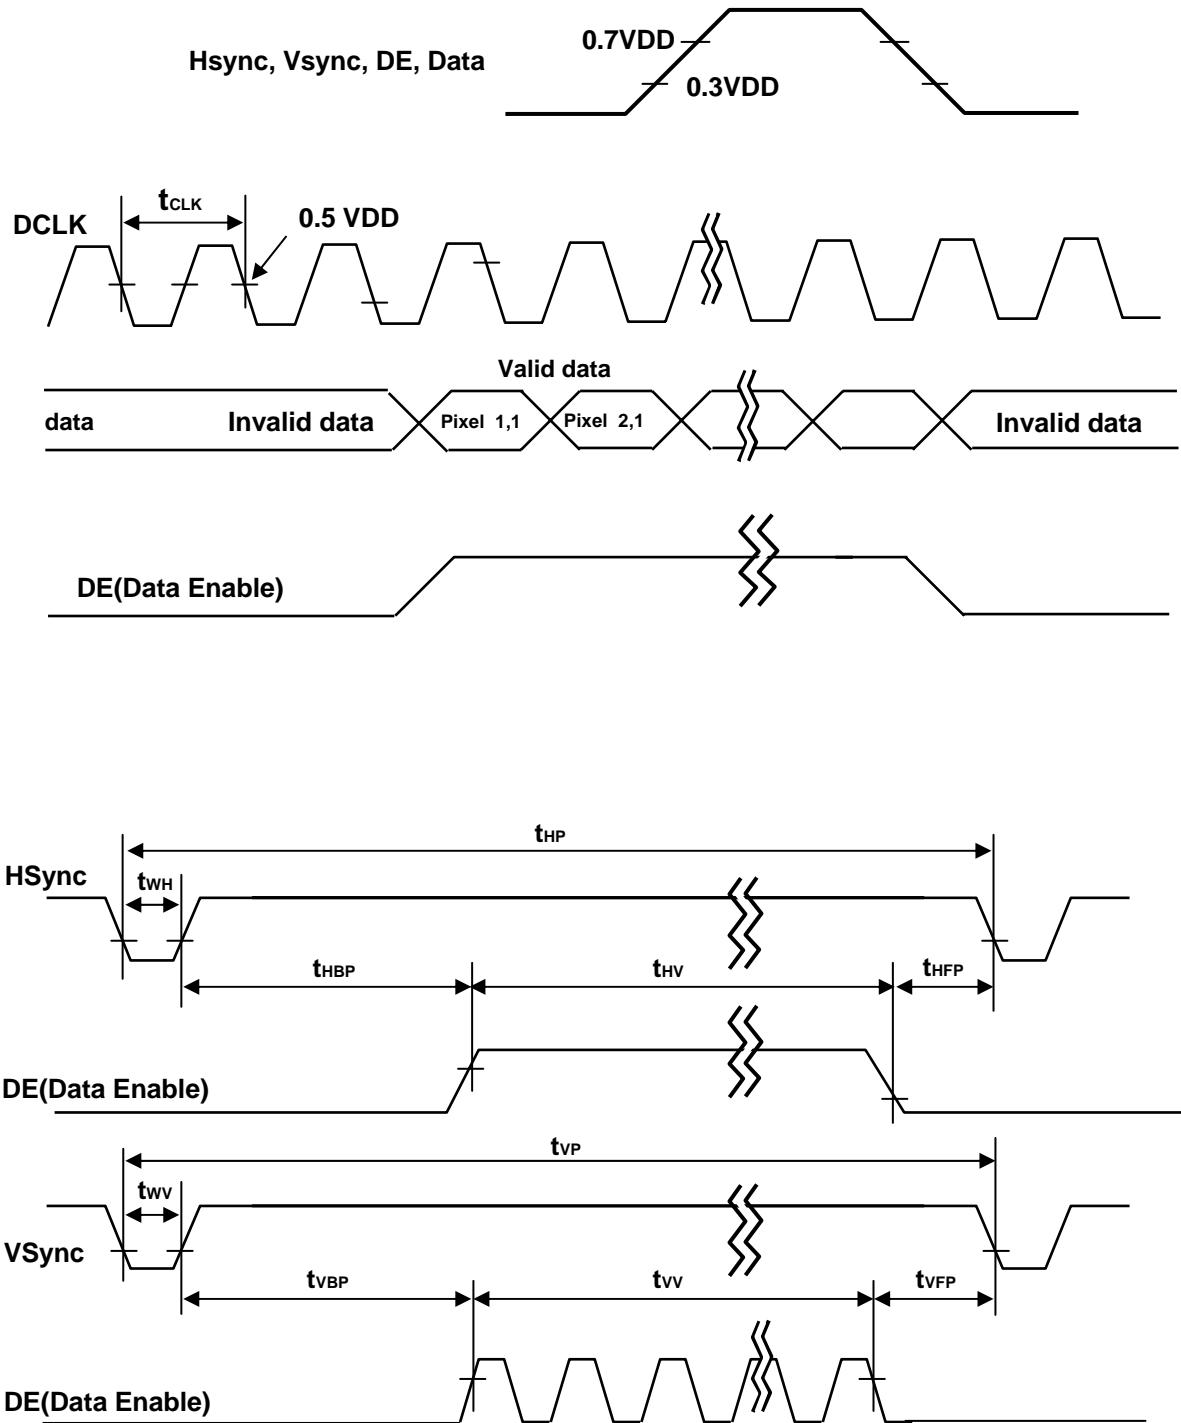 Hsync, Vsync, DE, Data
0.7VDD
0.3VDD
DCLK
tCLK
0.5 VDD
Valid data
data
Invalid data
Pixel 1,1
Pixel 2,1
Invalid data
DE(Data Enable)
tHP
HSync
tWH
tHBP
tHV
tHFP
DE(Data Enable)
tVP
tWV
VSync
tVBP
tVV
tVFP
DE(Data Enable)